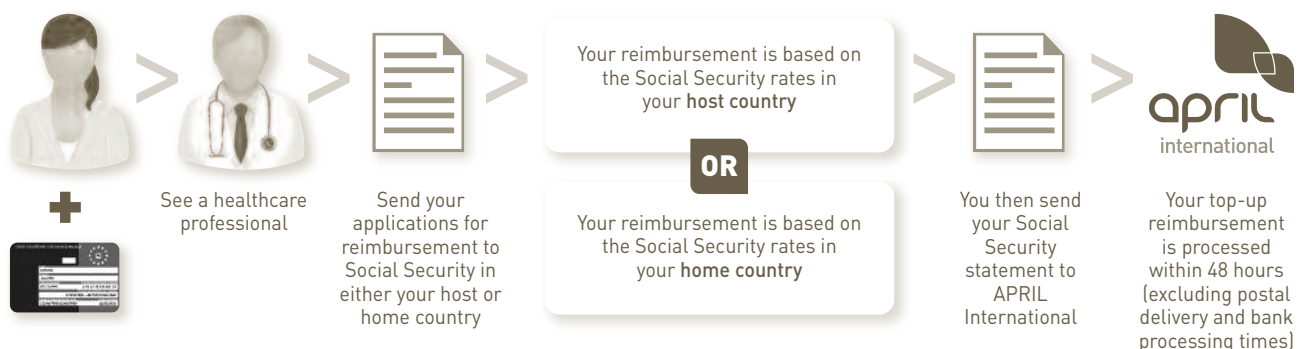 See a healthcare
professional
Send your
applications for
reimbursement to
Social Security in
either your host or
home country
Your reimbursement is based on
the Social Security rates in
your host country
OR
Your reimbursement is based on
the Social Security rates in
your home country
You then send
your Social
Security
statement to
APRIL
International
april
international
Your top-up
reimbursement
is processed
within 48 hours
(excluding postal
delivery and bank
processing times)